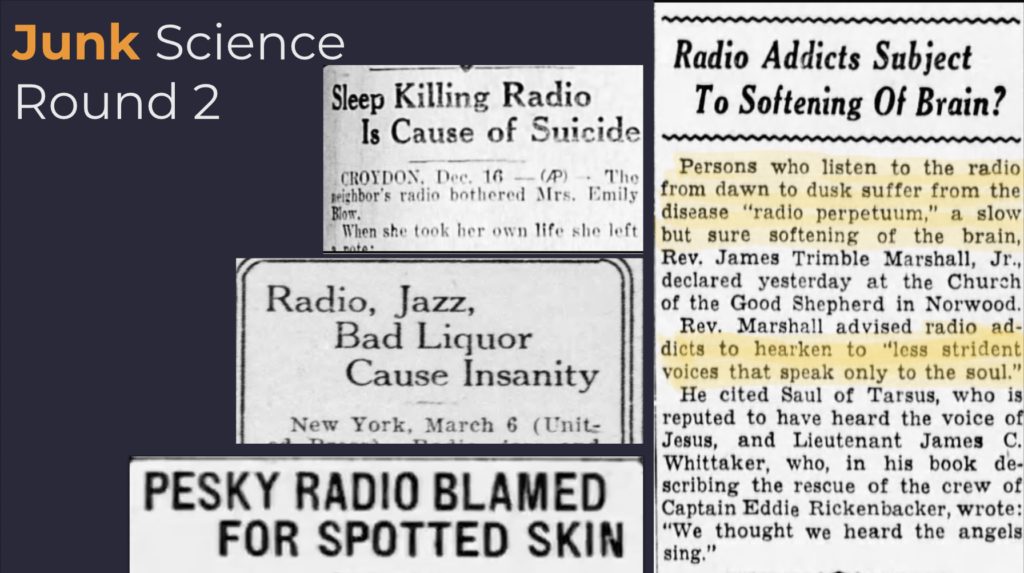 Junk Science
Round 2
Sleep Killing Radio
Is Cause of Suicide
CROYDON, Dec. 16 — (AP) - The
neighbor's radio bothered Mrs. Emily
Blow.
When she took her own life she left
a note:
Radio, Jazz,
Bad Liquor
Cause Insanity
New York, March 6 (Unit-
PESKY RADIO BLAMED
FOR SPOTTED SKIN
Radio Addicts Subject
To Softening Of Brain?
Persons who listen to the radio
from dawn to dusk suffer from the
disease "radio perpetuum," a slow
but sure softening of the brain,
Rev. James Trimble Marshall, Jr.,
declared yesterday at the Church
of the Good Shepherd in Norwood.
Rev. Marshall advised radio ad-
dicts to hearken to "less strident
voices that speak only to the soul."
He cited Saul of Tarsus, who is
reputed to have heard the voice of
Jesus, and Lieutenant James C.
Whittaker, who, in his book de-
scribing the rescue of the crew of
Captain Eddie Rickenbacker, wrote:
"We thought we heard the angels
sing."